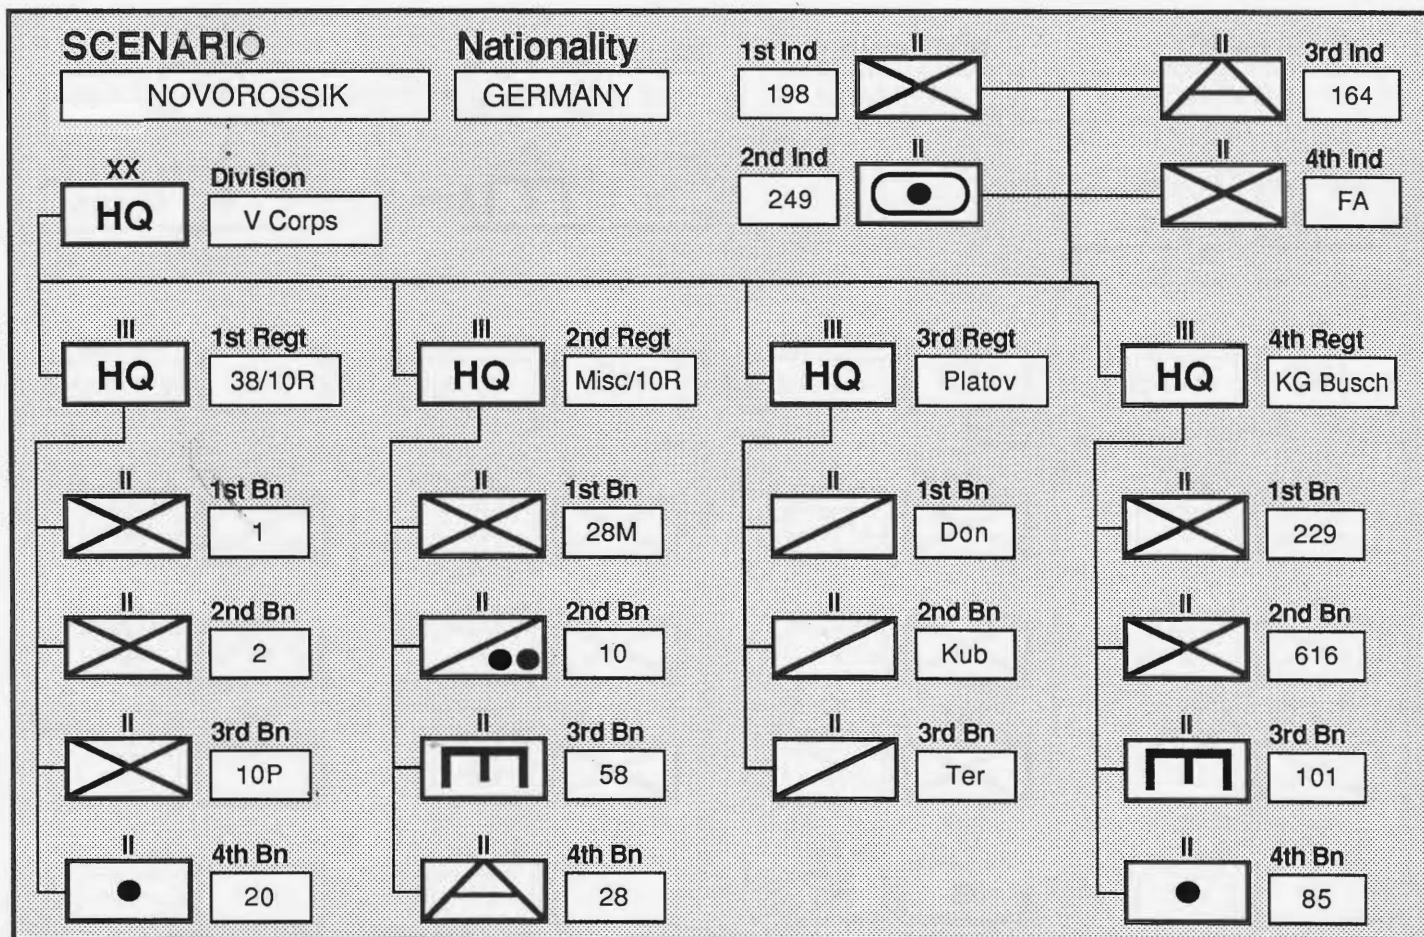 SCENARIO
Nationality
NOVOROSSIK
GERMANY
1st Ind
198
II
II
3rd Ind
164
2nd Ind
249
II
II
4th Ind
FA
XX
HQ
Division
V Corps
III
HQ
1st Regt
38/10R
III
HQ
2nd Regt
Misc/10R
III
HQ
3rd Regt
Platov
III
HQ
4th Regt
KG Busch
II
1st Bn
1
II
1st Bn
28M
II
1st Bn
Don
II
1st Bn
229
II
2nd Bn
2
II
2nd Bn
10
II
2nd Bn
Kub
II
2nd Bn
616
II
3rd Bn
10P
II
3rd Bn
58
II
3rd Bn
Ter
II
3rd Bn
101
II
4th Bn
20
II
4th Bn
28
II
4th Bn
85